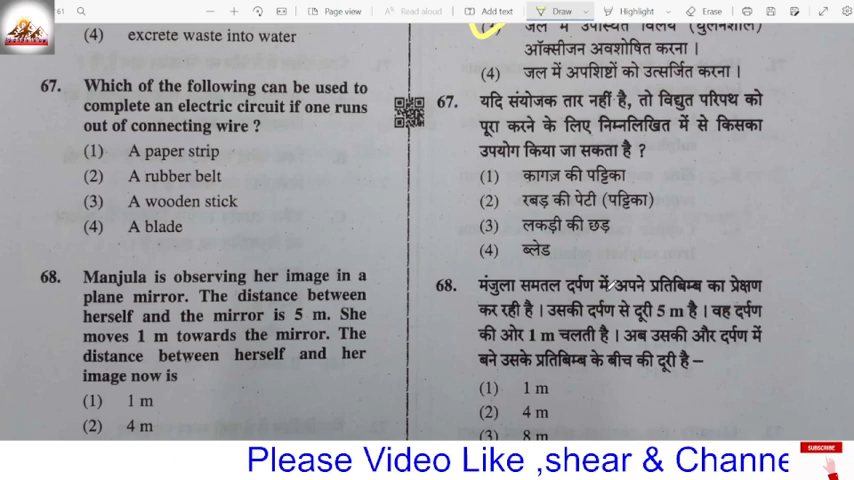 61
Page view
Read aloud
Add text
Draw
Highlight
Erase
(4) excrete waste into water
67. Which of the following can be used to
complete an electric circuit if one runs
out of connecting wire ?
(1) A paper strip
(2) A rubber belt
(3) A wooden stick
(4) A blade
68. Manjula is observing her image in a
plane mirror. The distance between
herself and the mirror is 5 m. She
moves 1 m towards the mirror. The
distance between herself and her
image now is
(1) 1 m
(2) 4 m
जल में उपस्थित विलेय (घुलनशील)
ऑक्सीजन अवशोषित करना ।
(4) जल में अपशिष्टों को उत्सर्जित करना ।
67. यदि संयोजक तार नहीं है, तो विद्युत परिपथ को
पूरा करने के लिए निम्नलिखित में से किसका
उपयोग किया जा सकता है ?
(1) कागज़ की पट्टिका
(2) रबड़ की पेटी (पट्टिका)
(3) लकड़ी की छड़
(4) ब्लेड
68. मंजुला समतल दर्पण में अपने प्रतिबिम्ब का प्रेक्षण
कर रही है । उसकी दर्पण से दूरी 5 m है । वह दर्पण
की ओर 1 m चलती है । अब उसकी और दर्पण में
बने उसके प्रतिबिम्ब के बीच की दूरी है –
(1) 1 m
(2) 4 m
(3) 8 m
Please Video Like ,shear & Channe
SUBSCRIBE